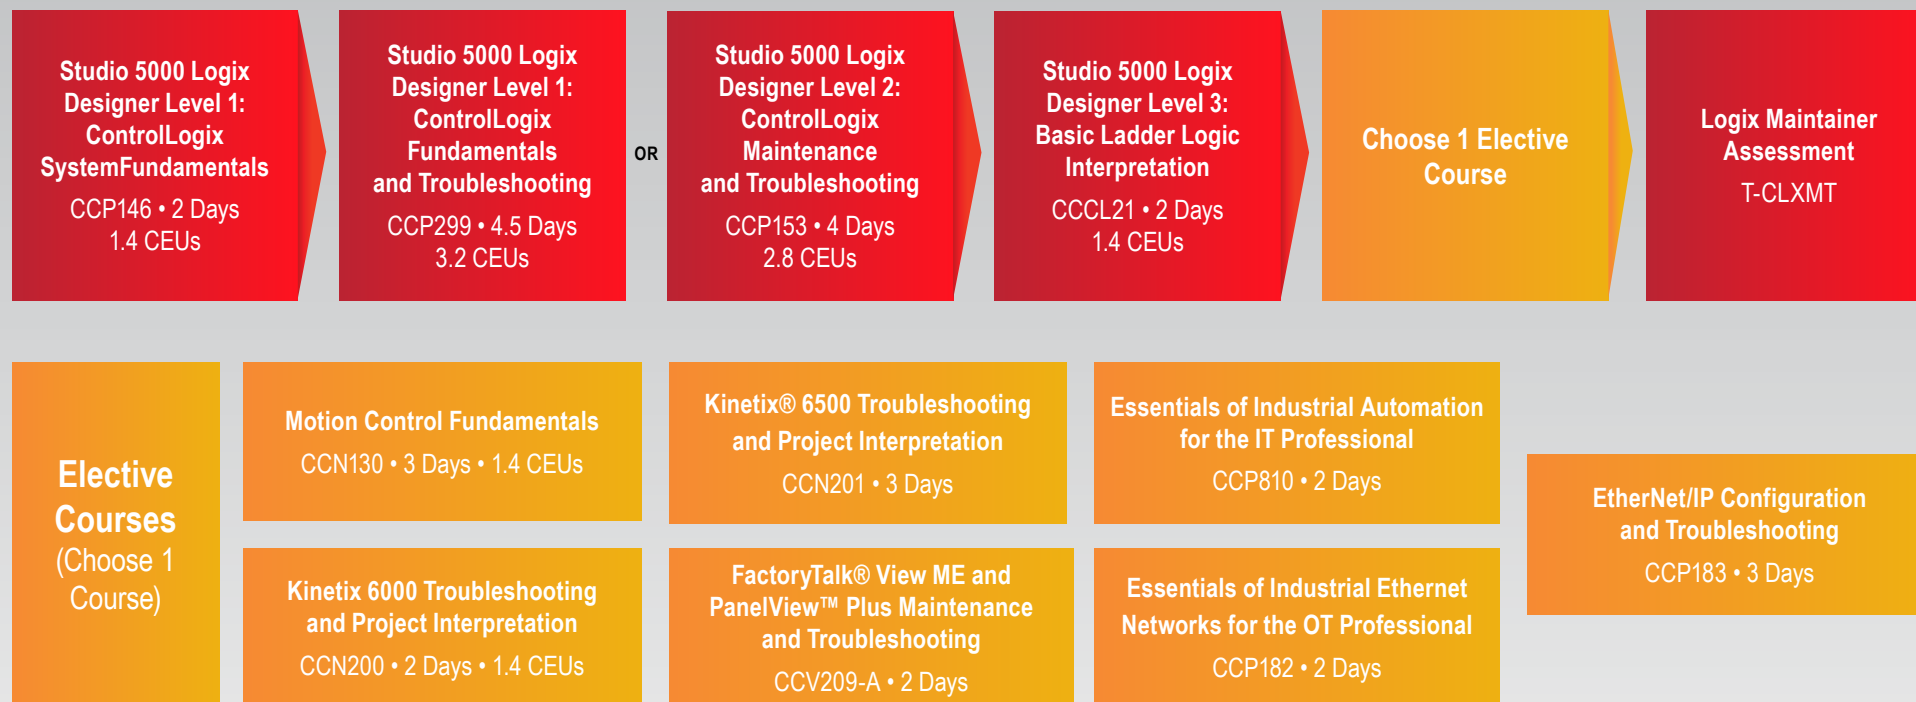 Studio 5000 Logix
Designer Level 1:
ControlLogix
SystemFundamentals
CCP146 • 2 Days
1.4 CEUs
Studio 5000 Logix
Designer Level 1:
ControlLogix
Fundamentals
and Troubleshooting
CCP299 • 4.5 Days
3.2 CEUs
OR
Studio 5000 Logix
Designer Level 2:
ControlLogix
Maintenance
and Troubleshooting
CCP153 • 4 Days
2.8 CEUs
Studio 5000 Logix
Designer Level 3:
Basic Ladder Logic
Interpretation
CCCL21 • 2 Days
1.4 CEUs
Choose 1 Elective
Course
Logix Maintainer
Assessment
T-CLXMT
Elective
Courses
(Choose 1
Course)
Motion Control Fundamentals
CCN130 • 3 Days • 1.4 CEUs
Kinetix 6000 Troubleshooting
and Project Interpretation
CCN200 • 2 Days • 1.4 CEUs
Kinetix® 6500 Troubleshooting
and Project Interpretation
CCN201 • 3 Days
FactoryTalk® View ME and
PanelView™ Plus Maintenance
and Troubleshooting
CCV209-A • 2 Days
Essentials of Industrial Automation
for the IT Professional
CCP810 • 2 Days
Essentials of Industrial Ethernet
Networks for the OT Professional
CCP182 • 2 Days
EtherNet/IP Configuration
and Troubleshooting
CCP183 • 3 Days